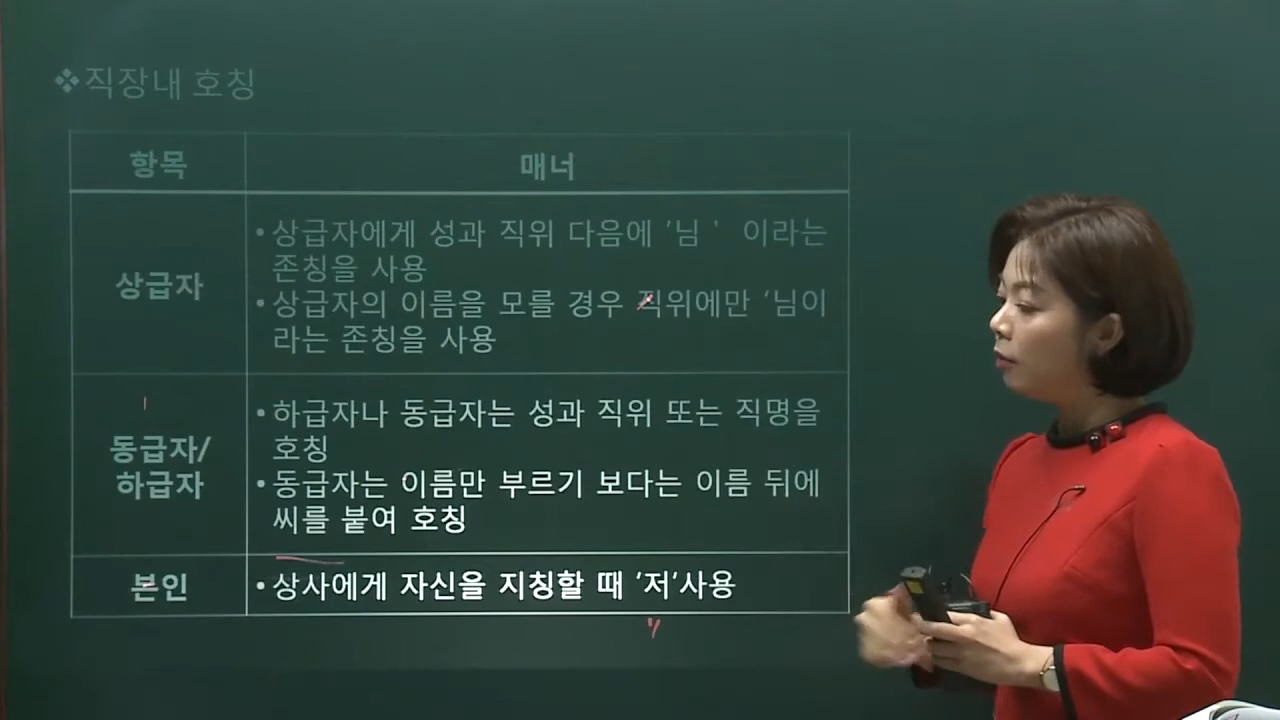 ❖직장내 호칭
항목
매너
상급자
•상급자에게 성과 직위 다음에 ‘님 ’ 이라는
존칭을 사용
•상급자의 이름을 모를 경우 직위에만 ‘님이
라는 존칭을 사용
동급자/
하급자
•하급자나 동급자는 성과 직위 또는 직명을
호칭
•동급자는 이름만 부르기 보다는 이름 뒤에
씨를 붙여 호칭
본인
•상사에게 자신을 지칭할 때 ‘저’사용